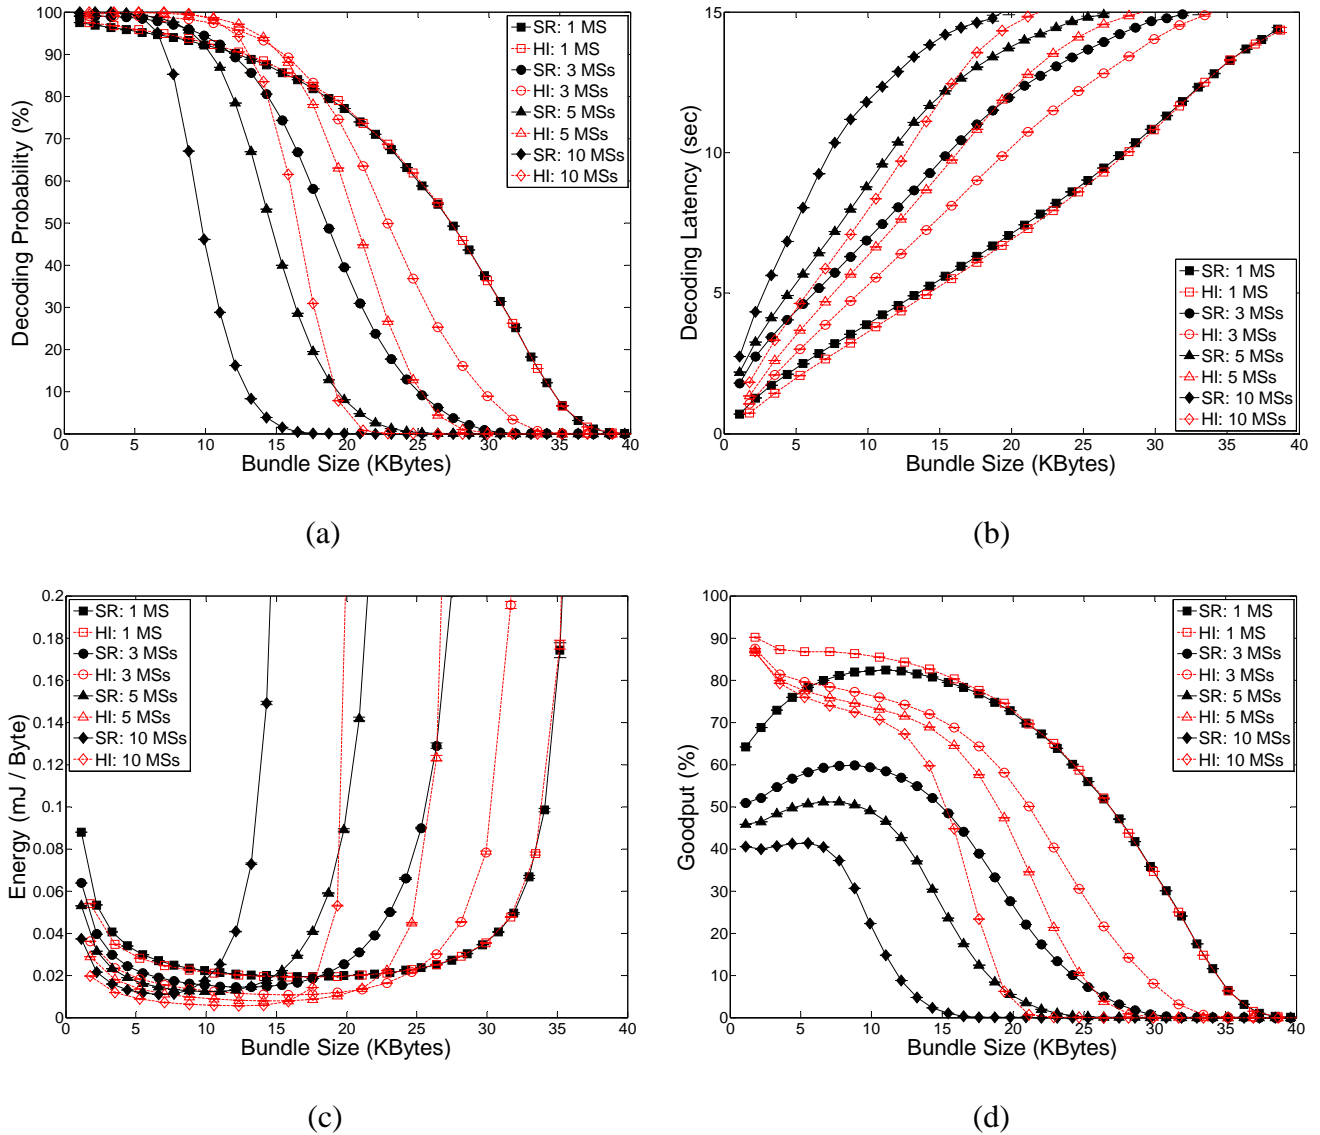 100
90
80
70
60
50
40
30
20
10
0
Decoding Probability (%)
0 5 10 15 20 25 30 35 40
Bundle Size (KBytes)
SR: 1 MS
HI: 1 MS
SR: 3 MSs
HI: 3 MSs
SR: 5 MSs
HI: 5 MSs
SR: 10 MSs
HI: 10 MSs
(a)
15
10
5
0
Decoding Latency (sec)
0 5 10 15 20 25 30 35 40
Bundle Size (KBytes)
SR: 1 MS
HI: 1 MS
SR: 3 MSs
HI: 3 MSs
SR: 5 MSs
HI: 5 MSs
SR: 10 MSs
HI: 10 MSs
(b)
0.2
0.18
0.16
0.14
0.12
0.1
0.08
0.06
0.04
0.02
0
Energy (mJ / Byte)
0 5 10 15 20 25 30 35 40
Bundle Size (KBytes)
SR: 1 MS
HI: 1 MS
SR: 3 MSs
HI: 3 MSs
SR: 5 MSs
HI: 5 MSs
SR: 10 MSs
HI: 10 MSs
(c)
100
90
80
70
60
50
40
30
20
10
0
Goodput (%)
0 5 10 15 20 25 30 35 40
Bundle Size (KBytes)
SR: 1 MS
HI: 1 MS
SR: 3 MSs
HI: 3 MSs
SR: 5 MSs
HI: 5 MSs
SR: 10 MSs
HI: 10 MSs
(d)